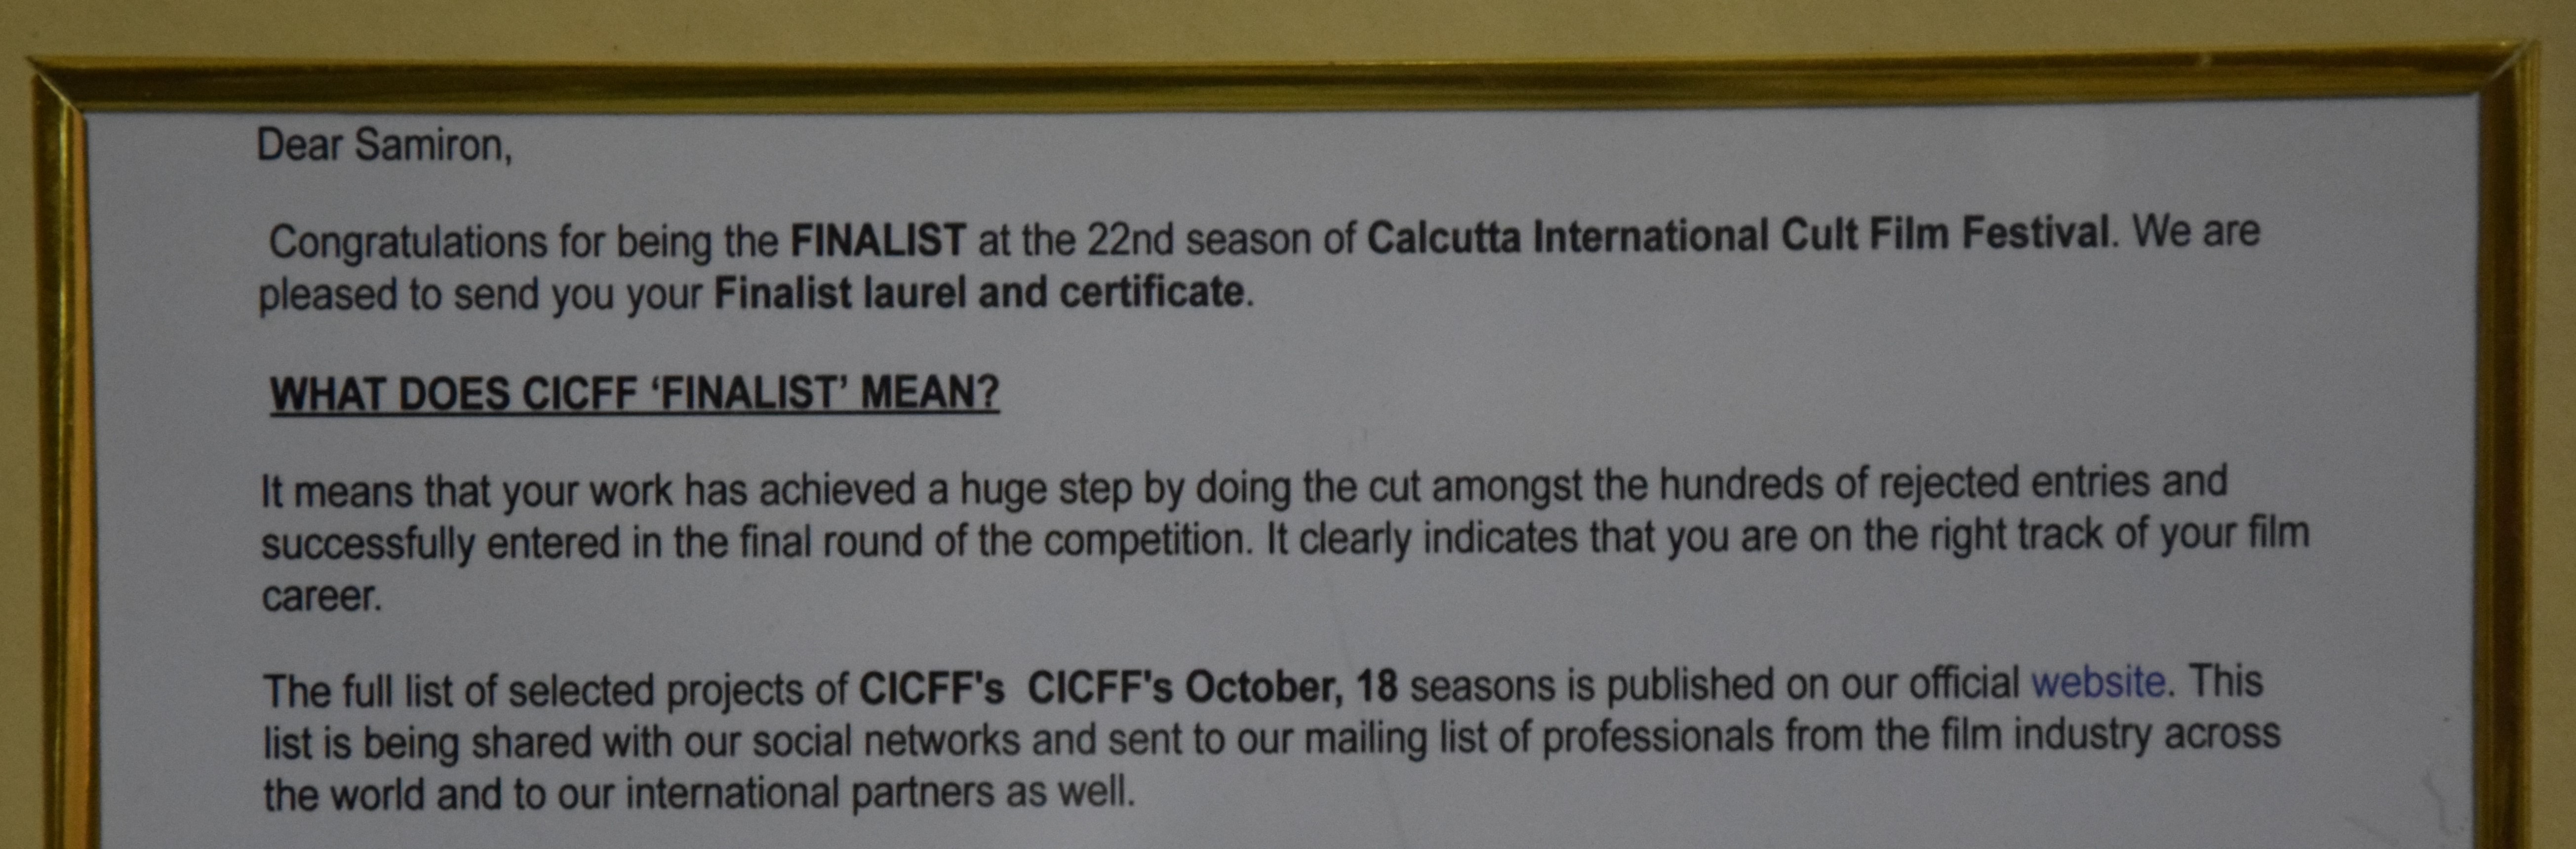 Dear Samiron,
Congratulations for being the FINALIST at the 22nd season of Calcutta International Cult Film Festival. We are
pleased to send you your Finalist laurel and certificate.
WHAT DOES CICFF ‘FINALIST’ MEAN?
It means that your work has achieved a huge step by doing the cut amongst the hundreds of rejected entries and
successfully entered in the final round of the competition. It clearly indicates that you are on the right track of your film
career.
The full list of selected projects of CICFF's  CICFF's October, 18 seasons is published on our official website. This
list is being shared with our social networks and sent to our mailing list of professionals from the film industry across
the world and to our international partners as well.